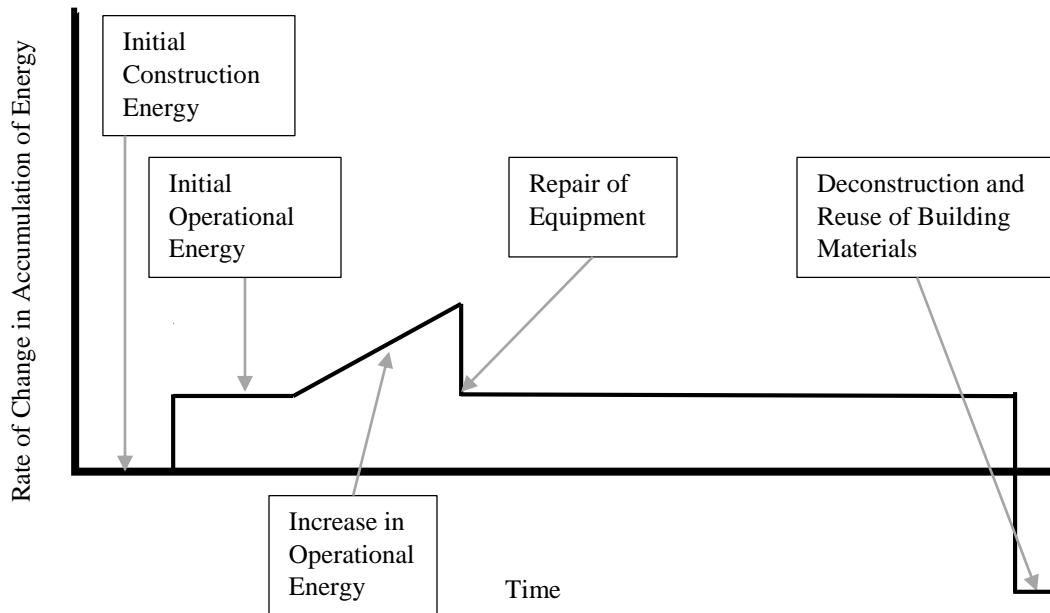 Rate of Change in Accumulation of Energy
Initial
Construction
Energy
Initial
Operational
Energy
Repair of
Equipment
Deconstruction and
Reuse of Building
Materials
Increase in
Operational
Energy
Time